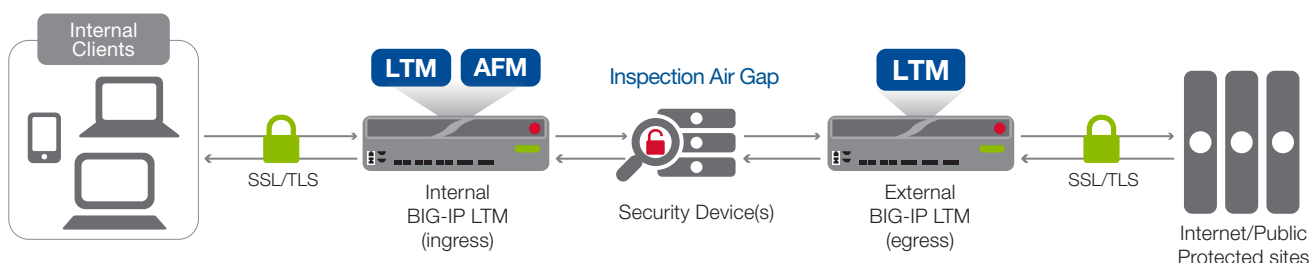 Internal
Clients
SSL/TLS
LTM
AFM
Internal
BIG-IP LTM
(ingress)
Inspection Air Gap
Security Device(s)
LTM
External
BIG-IP LTM
(egress)
SSL/TLS
Internet/Public
Protected sites